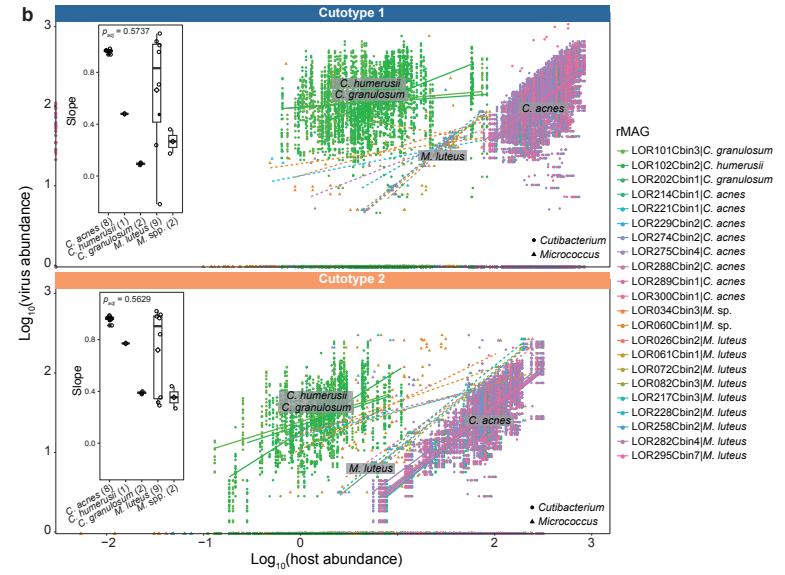 b
Cutotype 1
3
2
1
0
padj = 0.5737
0.8
0.4
0.0
Slope
C. acnes (8)
C. humerusii (1)
C. granulosum (2)
M. luteus (9)
M. spp. (2)
C. humerusii
C. granulosum
C. acnes
M. luteus
Cutibacterium
Micrococcus
Log10(virus abundance)
Cutotype 2
3
2
1
0
padj = 0.5629
0.8
0.4
0.0
Slope
C. acnes (8)
C. humerusii (1)
C. granulosum (2)
M. luteus (9)
M. spp. (2)
C. humerusii
C. granulosum
C. acnes
M. luteus
Cutibacterium
Micrococcus
−2 −1 0 1 2 3
Log10(host abundance)
rMAG
LOR101Cbin3|C. granulosum
LOR102Cbin2|C. humerusii
LOR202Cbin1|C. granulosum
LOR214Cbin1|C. acnes
LOR221Cbin1|C. acnes
LOR229Cbin2|C. acnes
LOR274Cbin2|C. acnes
LOR275Cbin4|C. acnes
LOR288Cbin2|C. acnes
LOR289Cbin1|C. acnes
LOR300Cbin1|C. acnes
LOR034Cbin3|M. sp.
LOR060Cbin1|M. sp.
LOR026Cbin2|M. luteus
LOR061Cbin1|M. luteus
LOR072Cbin2|M. luteus
LOR082Cbin3|M. luteus
LOR217Cbin3|M. luteus
LOR228Cbin2|M. luteus
LOR258Cbin2|M. luteus
LOR282Cbin4|M. luteus
LOR295Cbin7|M. luteus